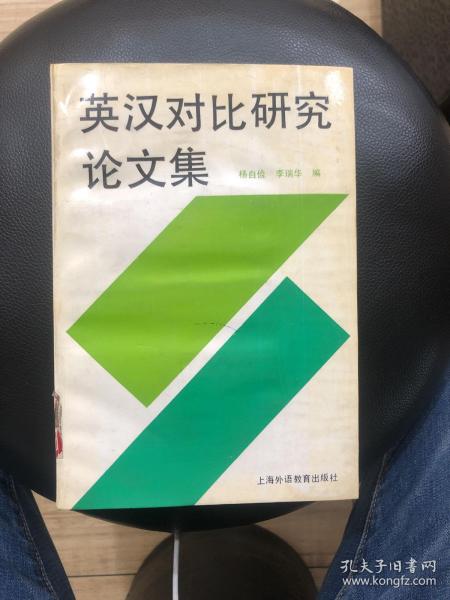 英汉对比研究
论文集
杨自俭 李瑞华 编
上海外语教育出版社
孔夫子旧书网
www.kongfz.com